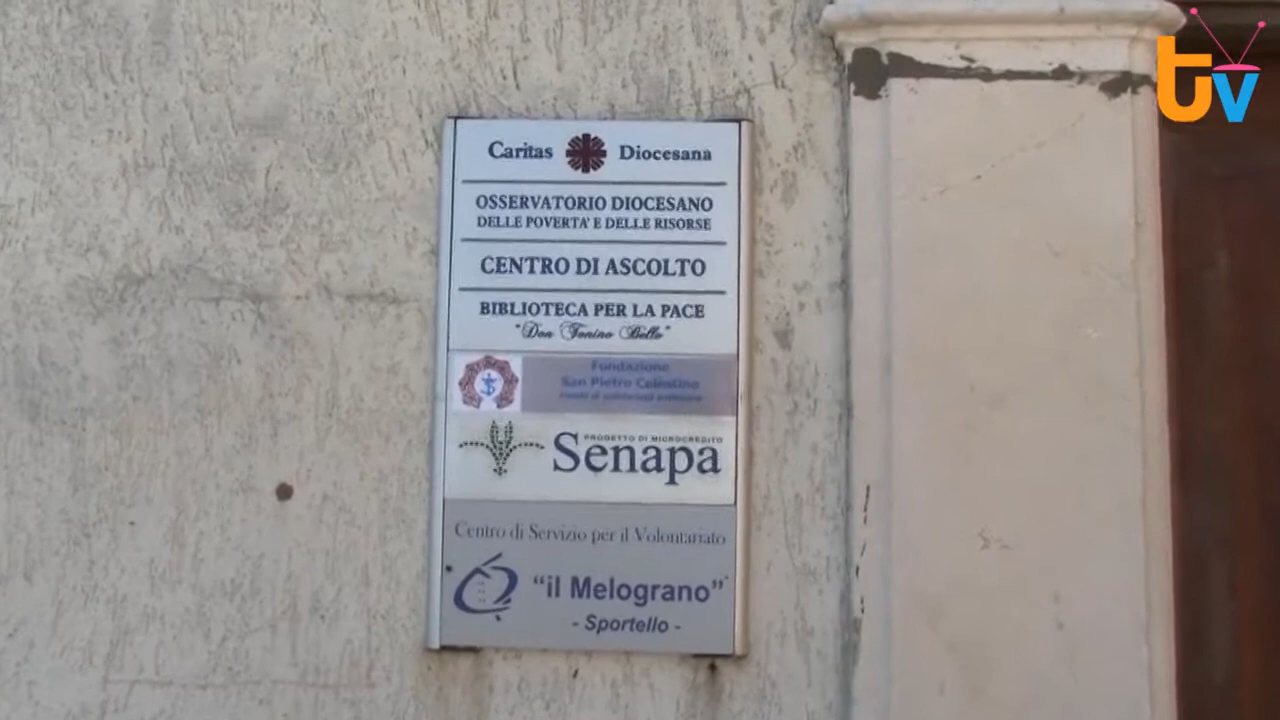 tv
Caritas Diocesana
OSSERVATORIO DIOCESANO
DELLE POVERTA' E DELLE RISORSE
CENTRO DI ASCOLTO
BIBLIOTECA PER LA PACE
"Don Tonino Bello"
Fondazione
San Pietro Celestino
PROGETTO DI MICROCREDITO
Senapa
Centro di Servizio per il Volontariato
"il Melograno"
- Sportello -